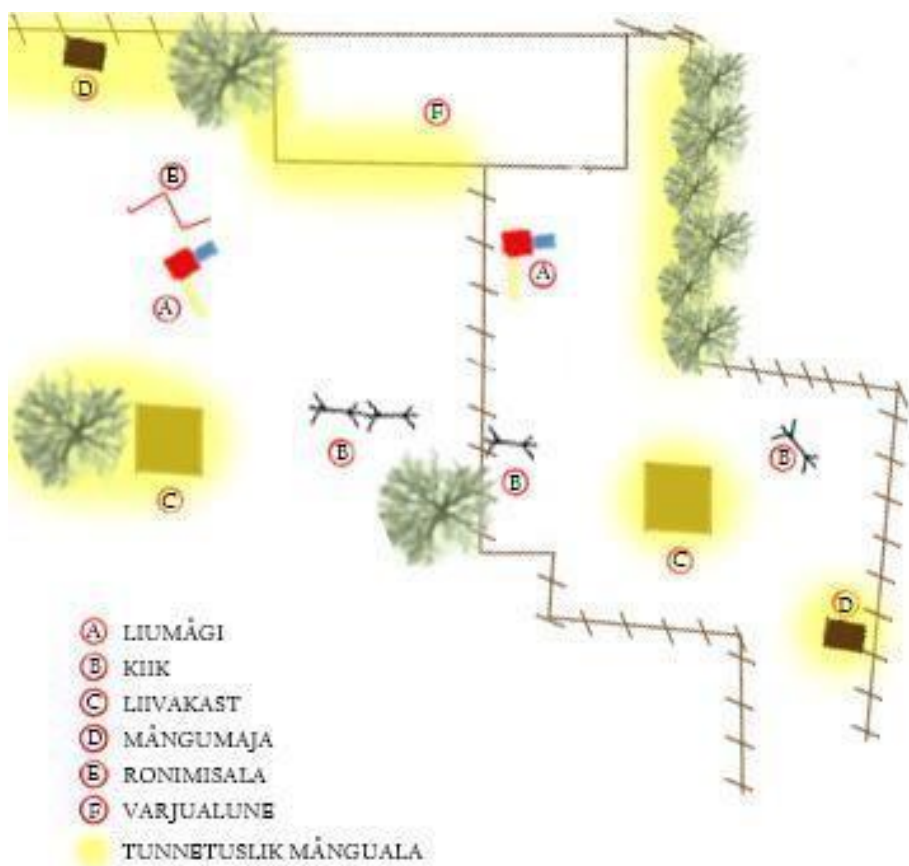 D
F
E
A
A
B
B
B
C
C
D
A LIUMÄGI
B KIIK
C LIIVAKAST
D MÄNGUMAJA
E RONIMISALA
F VARJUALUNE
TUNNETUSLIK MÄNGUALA